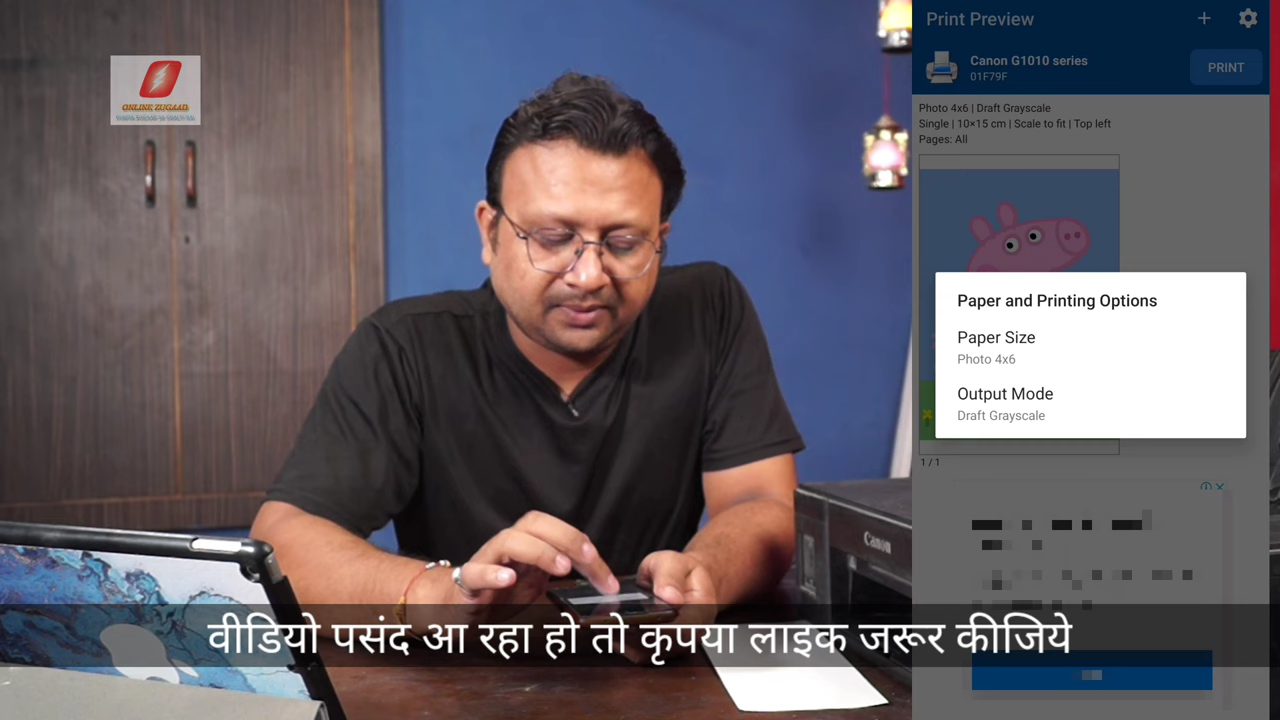 ONLINE ZUGAAD
Print Preview
Canon G1010 series
01F79F
PRINT
Photo 4x6 | Draft Grayscale
Single | 10×15 cm | Scale to fit | Top left
Pages: All
Paper and Printing Options
Paper Size
Photo 4x6
Output Mode
Draft Grayscale
1 / 1
Canon
वीडियो पसंद आ रहा हो तो कृपया लाइक जरूर कीजिये